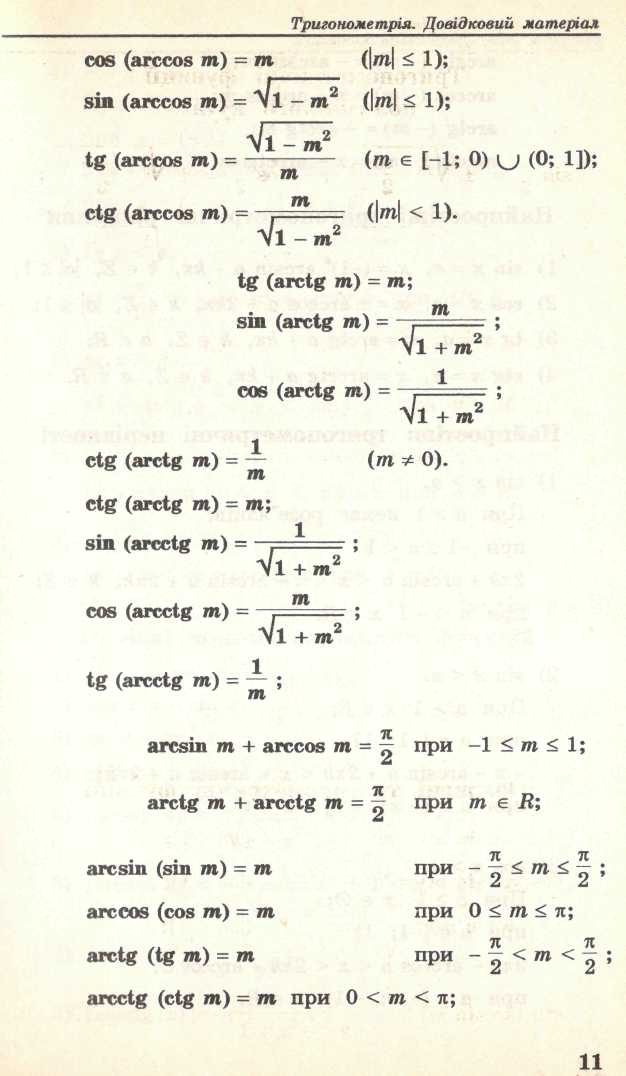 Тригонометрія. Довідковий матеріал
cos (arccos m) = m (|m| ≤ 1);
sin (arccos m) = √(1 − m²) (|m| ≤ 1);
tg (arccos m) = √(1 − m²)/m (m ∈ [−1; 0) ∪ (0; 1]);
ctg (arccos m) = m/√(1 − m²) (|m| < 1).
tg (arctg m) = m;
sin (arctg m) = m/√(1 + m²) ;
cos (arctg m) = 1/√(1 + m²) ;
ctg (arctg m) = 1/m (m ≠ 0).
ctg (arctg m) = m;
sin (arcctg m) = 1/√(1 + m²) ;
cos (arcctg m) = m/√(1 + m²) ;
tg (arcctg m) = 1/m ;
arcsin m + arccos m = π/2 при −1 ≤ m ≤ 1;
arctg m + arcctg m = π/2 при m ∈ R;
arcsin (sin m) = m при − π/2 ≤ m ≤ π/2 ;
arccos (cos m) = m при 0 ≤ m ≤ π;
arctg (tg m) = m при − π/2 < m < π/2 ;
arcctg (ctg m) = m при 0 < m < π;
11